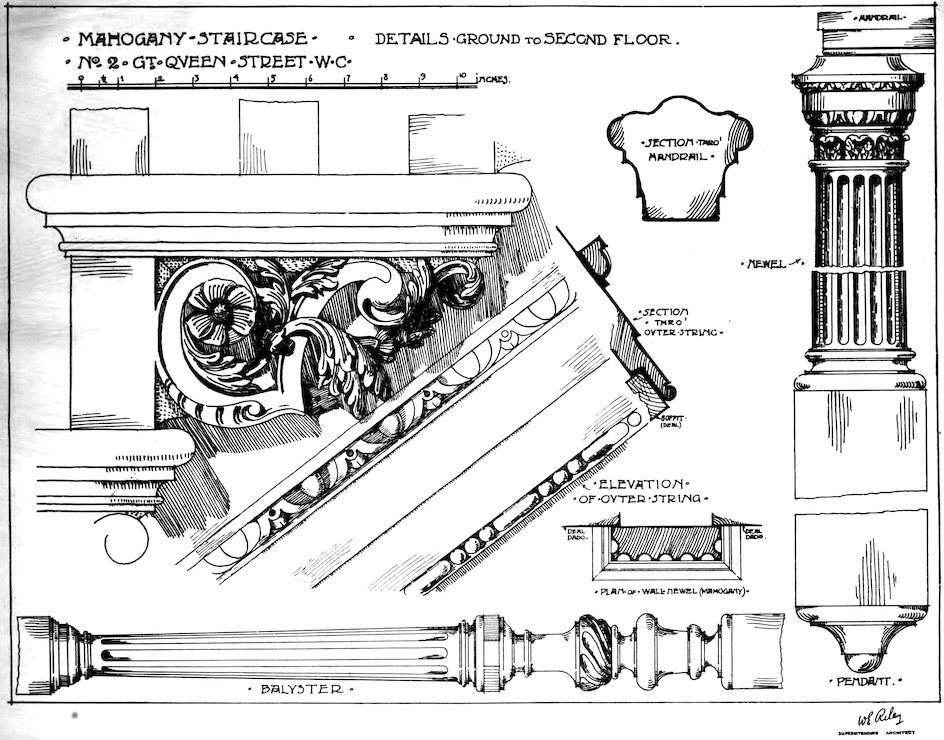 · MAHOGANY · STAIRCASE ·
· DETAILS · GROUND TO SECOND FLOOR .
· No 2 · GT · QVEEN · STREET · W · C ·
0 ½ 1 2 3 4 5 6 7 8 9 10 INCHES.
· HANDRAIL ·
· SECTION · THRO'
HANDRAIL ·
· NEWEL ·
· SECTION
· THRO'
OVTER · STRING ·
· SOFFIT ·
(DEAL)
· ELEVATION ·
· OF · OVTER · STRING ·
DEAL
DADO.
DEAL
DADO.
· PLAN · OF · WALL · NEWEL (MAHOGANY) ·
· BALVSTER ·
· PENDANT. ·
W E Riley
SUPERINTENDING ARCHITECT